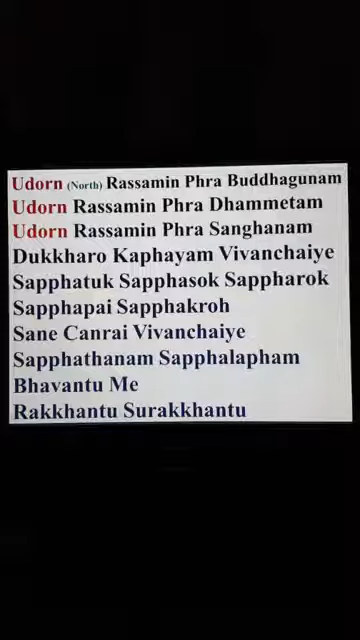 Udorn (North) Rassamin Phra Buddhagunam
Udorn Rassamin Phra Dhammetam
Udorn Rassamin Phra Sanghanam
Dukkharo Kaphayam Vivanchaiye
Sapphatuk Sapphasok Sappharok
Sapphapai Sapphakroh
Sane Canrai Vivanchaiye
Sapphathanam Sapphalapham
Bhavantu Me
Rakkhantu Surakkhantu